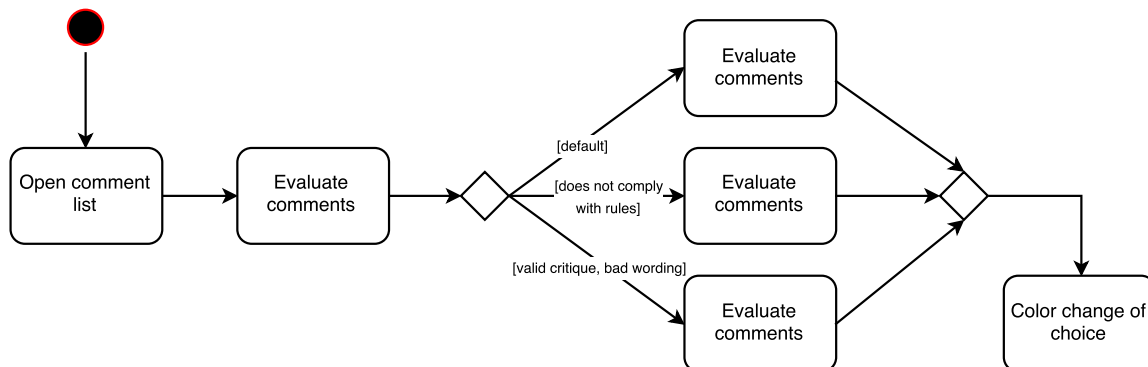 Open comment
list
Evaluate
comments
[default]
[does not comply
with rules]
[valid critique, bad wording]
Evaluate
comments
Evaluate
comments
Evaluate
comments
Color change of
choice